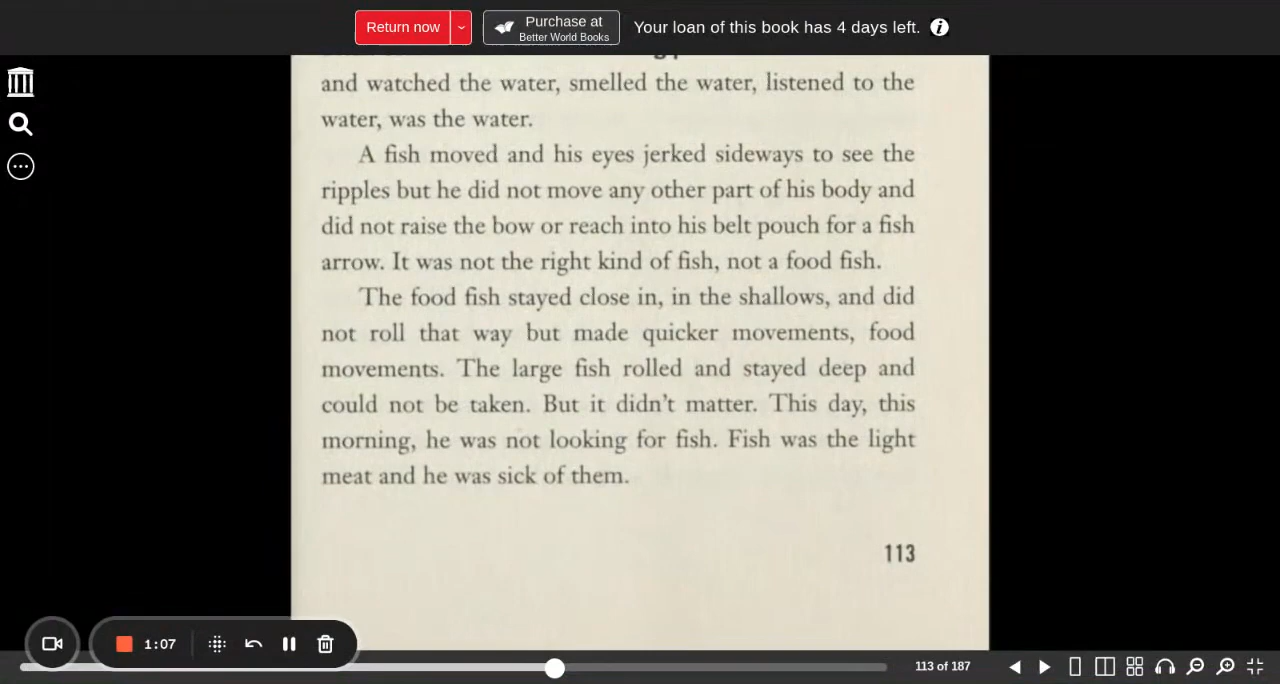 Return now
Purchase at
Better World Books
Your loan of this book has 4 days left.
and watched the water, smelled the water, listened to the
water, was the water.
A fish moved and his eyes jerked sideways to see the
ripples but he did not move any other part of his body and
did not raise the bow or reach into his belt pouch for a fish
arrow. It was not the right kind of fish, not a food fish.
The food fish stayed close in, in the shallows, and did
not roll that way but made quicker movements, food
movements. The large fish rolled and stayed deep and
could not be taken. But it didn't matter. This day, this
morning, he was not looking for fish. Fish was the light
meat and he was sick of them.
113
1:07
113 of 187